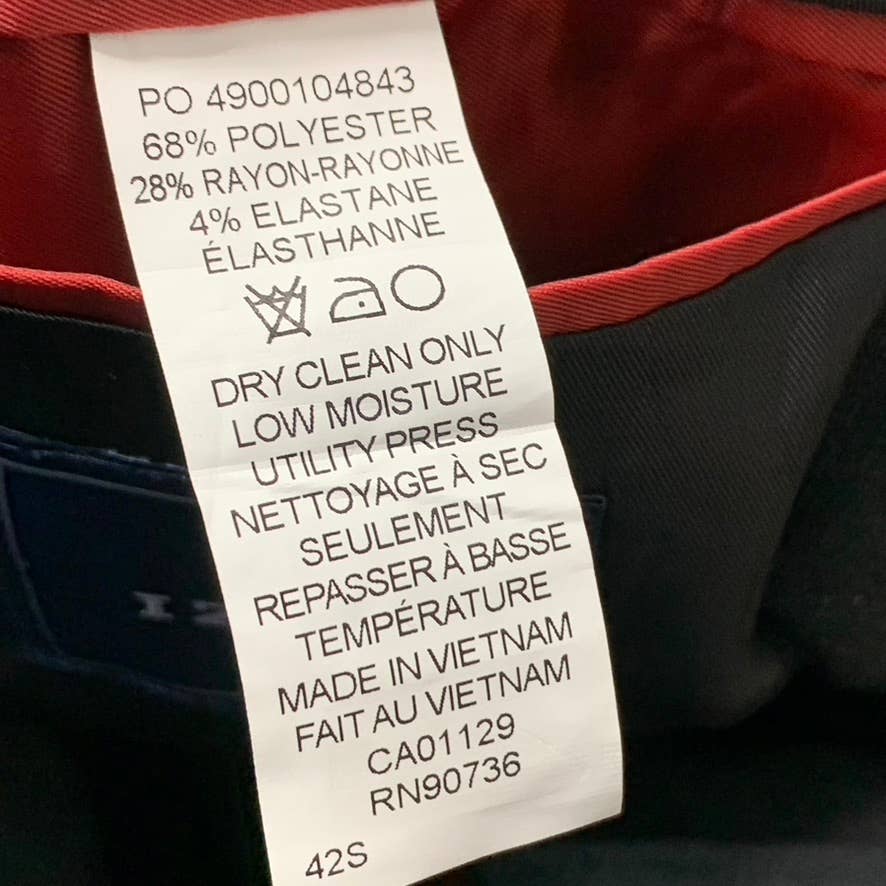 PO 4900104843
68% POLYESTER
28% RAYON-RAYONNE
4% ELASTANE
ÉLASTHANNE
DRY CLEAN ONLY
LOW MOISTURE
UTILITY PRESS
NETTOYAGE À SEC
SEULEMENT
REPASSER À BASSE
TEMPÉRATURE
MADE IN VIETNAM
FAIT AU VIETNAM
CA01129
RN90736
42S